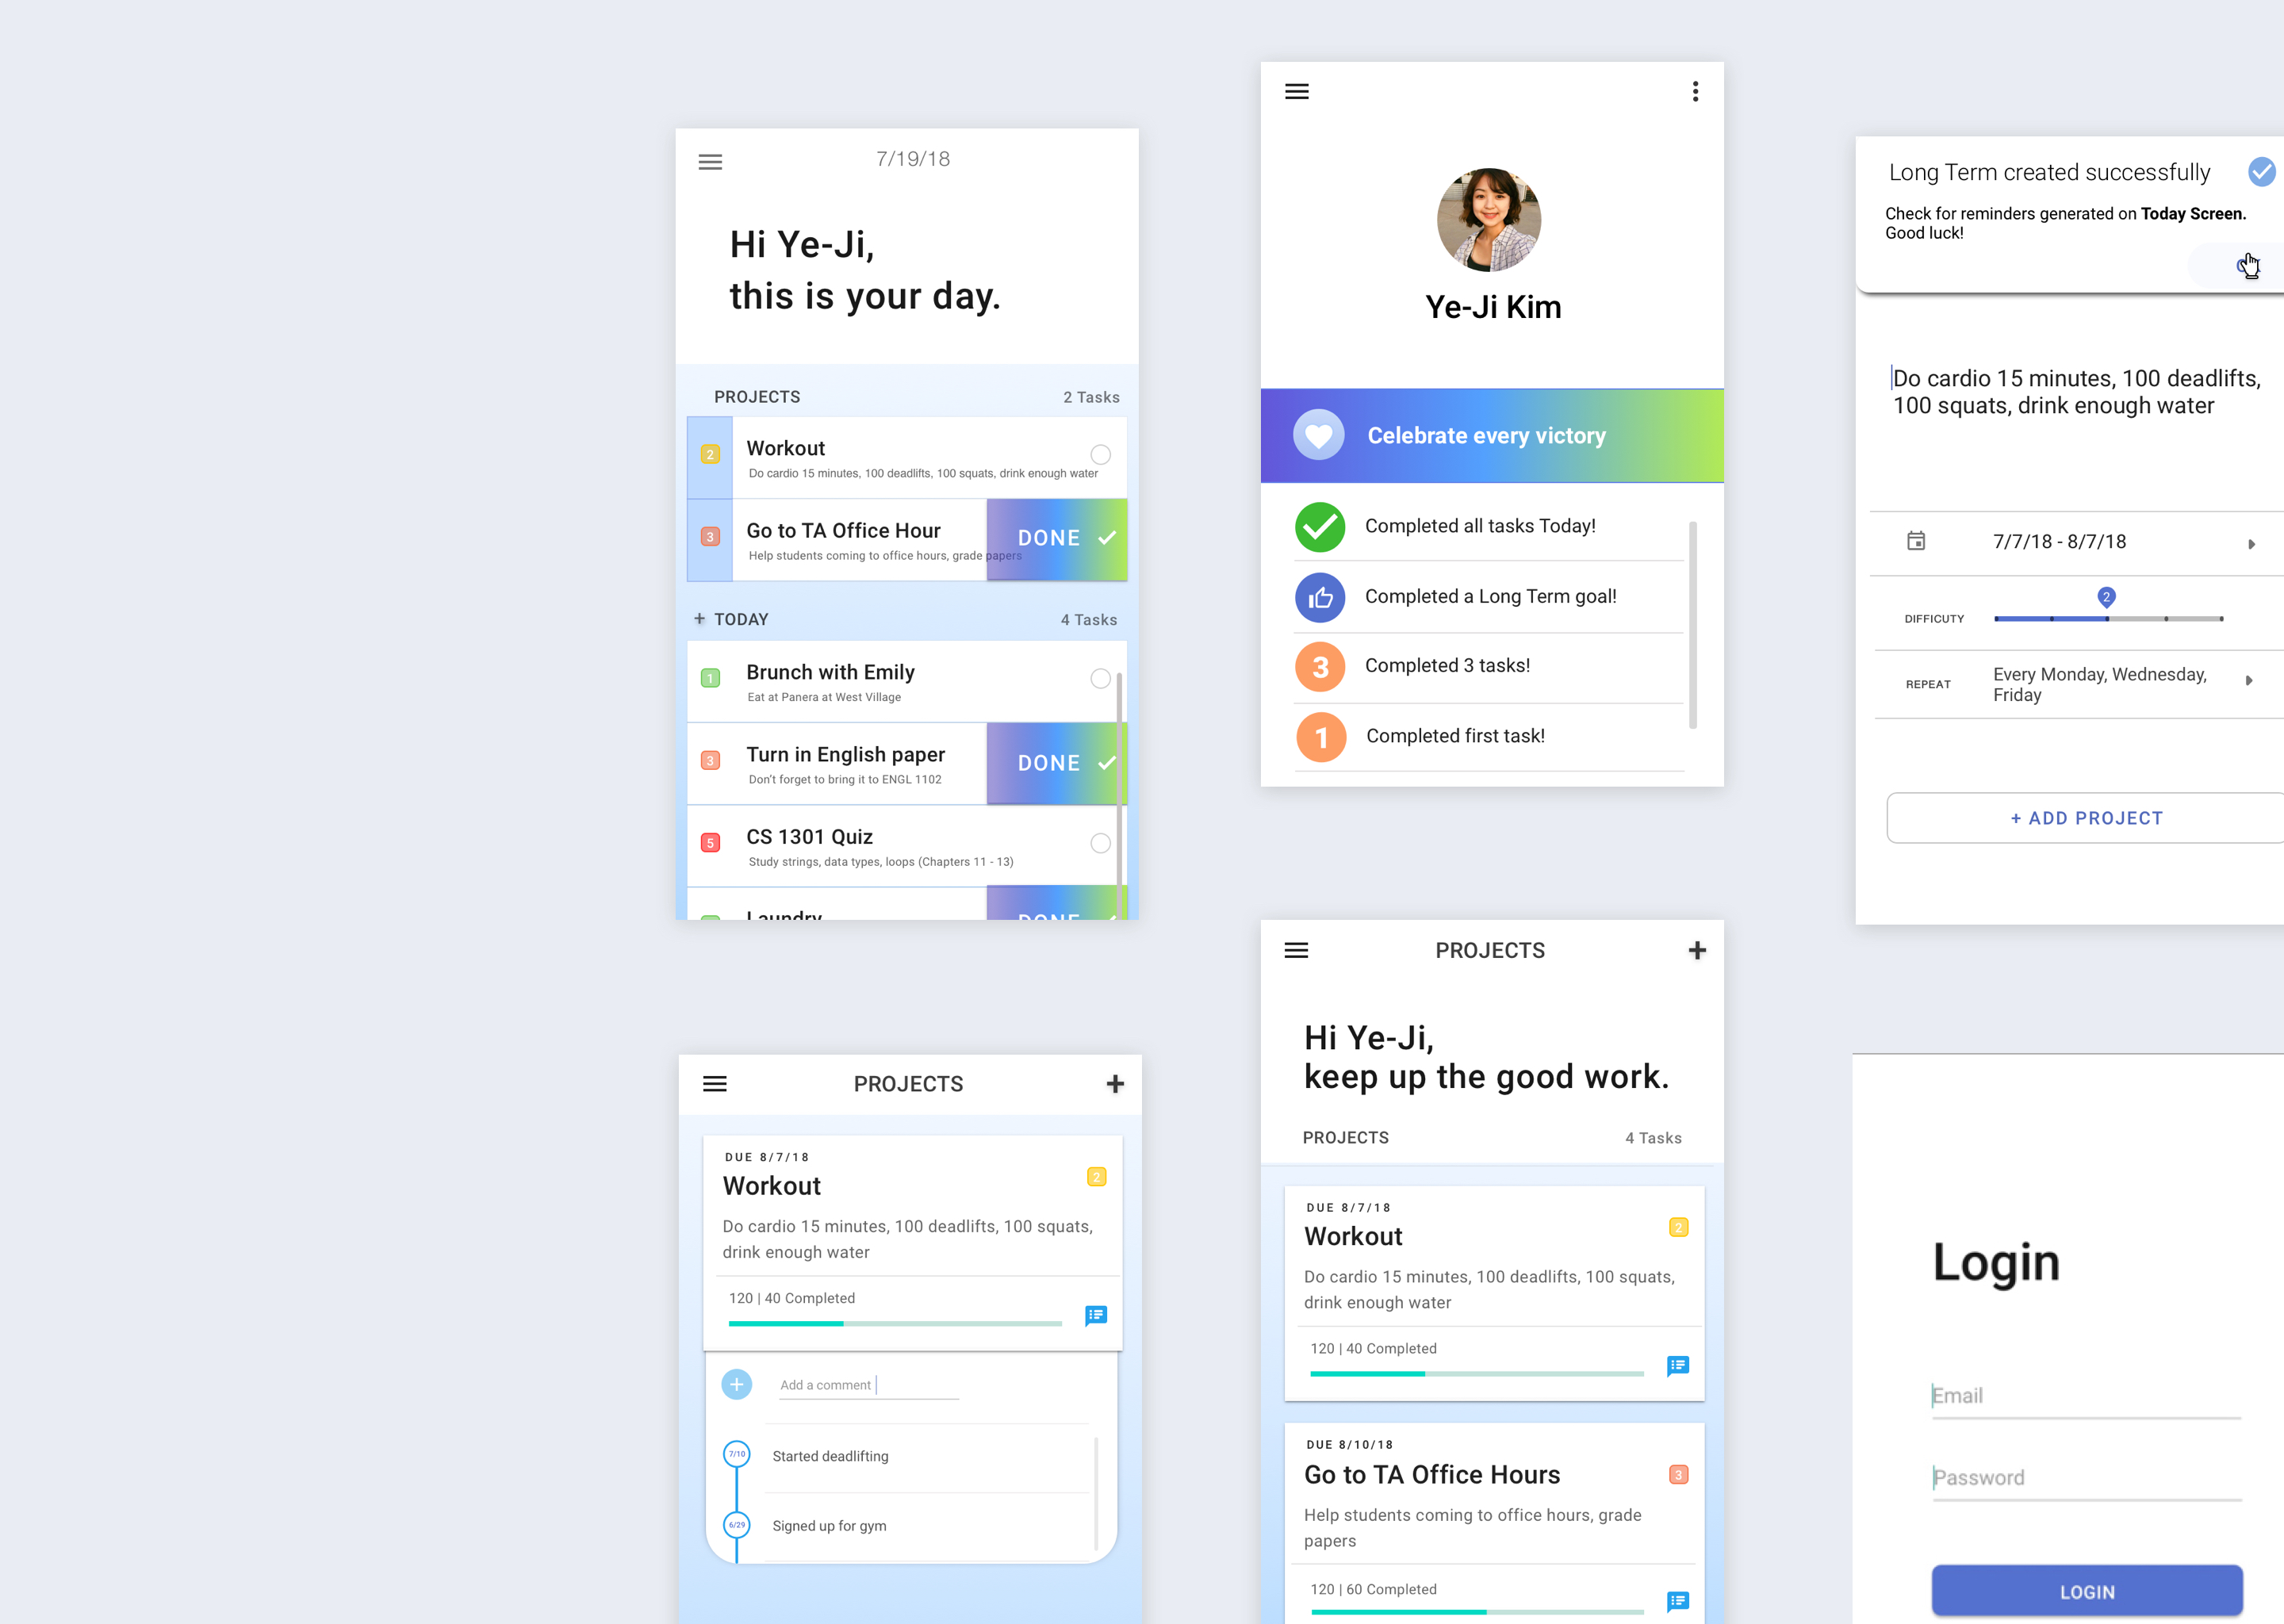 7/19/18
Hi Ye-Ji,
this is your day.
PROJECTS
2 Tasks
2
Workout
Do cardio 15 minutes, 100 deadlifts, 100 squats, drink enough water
3
Go to TA Office Hour
Help students coming to office hours, grade papers
DONE
+ TODAY
4 Tasks
1
Brunch with Emily
Eat at Panera at West Village
3
Turn in English paper
Don't forget to bring it to ENGL 1102
DONE
5
CS 1301 Quiz
Study strings, data types, loops (Chapters 11 - 13)
Laundry
DONE
Ye-Ji Kim
Celebrate every victory
Completed all tasks Today!
Completed a Long Term goal!
3
Completed 3 tasks!
1
Completed first task!
Long Term created successfully
Check for reminders generated on Today Screen.
Good luck!
Do cardio 15 minutes, 100 deadlifts,
100 squats, drink enough water
7/7/18 - 8/7/18
2
DIFFICUTY
REPEAT
Every Monday, Wednesday,
Friday
+ ADD PROJECT
PROJECTS
+
DUE 8/7/18
Workout
2
Do cardio 15 minutes, 100 deadlifts, 100 squats,
drink enough water
120 | 40 Completed
+
Add a comment
7/10
Started deadlifting
6/29
Signed up for gym
PROJECTS
+
Hi Ye-Ji,
keep up the good work.
PROJECTS
4 Tasks
DUE 8/7/18
Workout
2
Do cardio 15 minutes, 100 deadlifts, 100 squats,
drink enough water
120 | 40 Completed
DUE 8/10/18
Go to TA Office Hours
3
Help students coming to office hours, grade
papers
120 | 60 Completed
Login
Email
Password
LOGIN